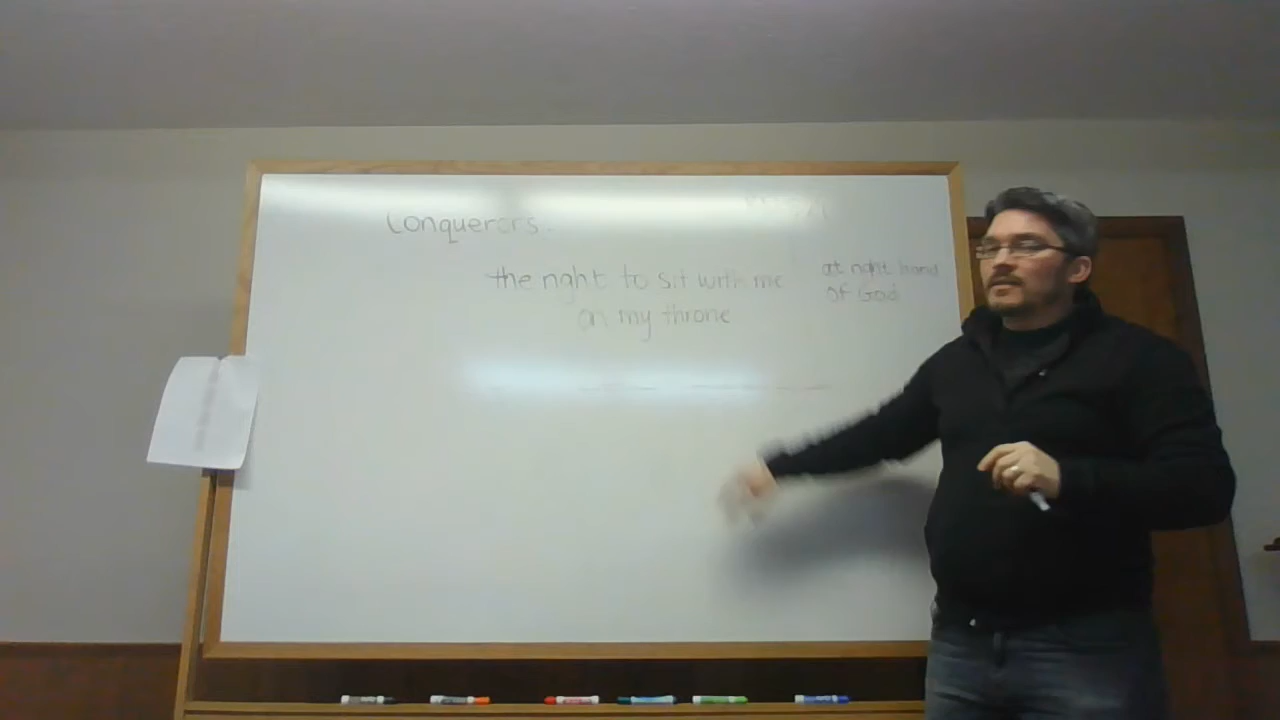 Conquerors.
the right to sit with me
on my throne
at right hand
of God